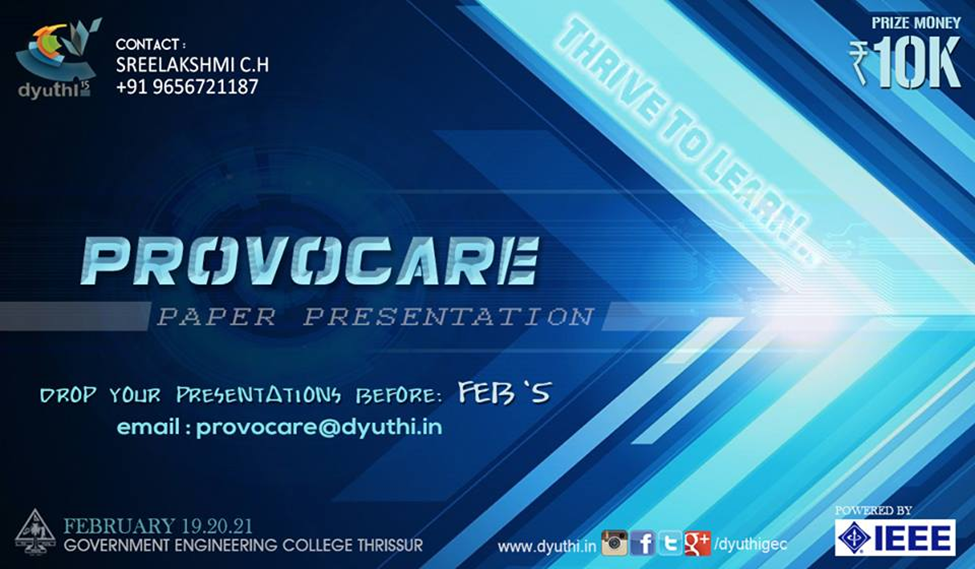 dyuthi 15
CONTACT :
SREELAKSHMI C.H
+91 9656721187
PRIZE MONEY
₹10K
THRIVE TO LEARN...
PROVOCARE
PAPER PRESENTATION
DROP YOUR PRESENTATIONS BEFORE: FEB '5
email : provocare@dyuthi.in
FEBRUARY 19.20.21
GOVERNMENT ENGINEERING COLLEGE THRISSUR
www.dyuthi.in f t g+ /dyuthigec
POWERED BY
IEEE